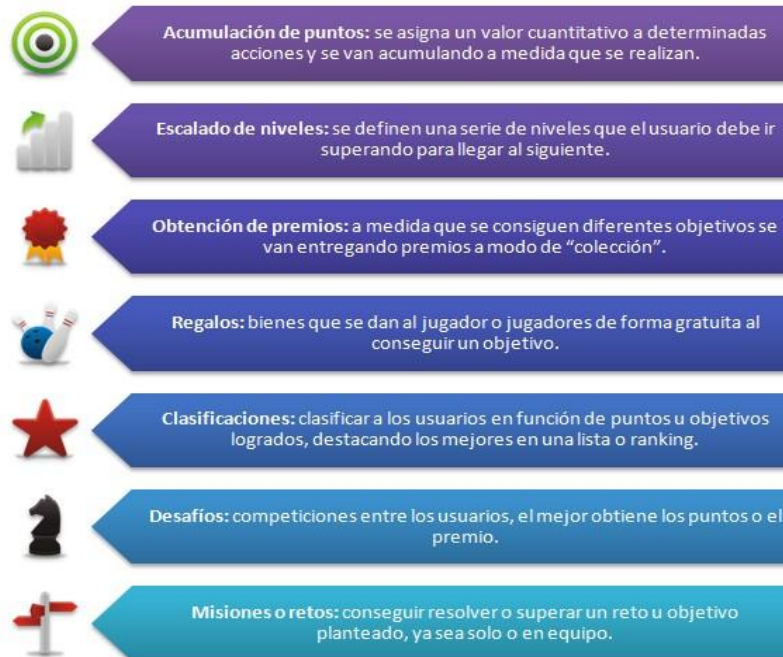 Acumulación de puntos: se asigna un valor cuantitativo a determinadas
acciones y se van acumulando a medida que se realizan.
Escalado de niveles: se definen una serie de niveles que el usuario debe ir
superando para llegar al siguiente.
Obtención de premios: a medida que se consiguen diferentes objetivos se
van entregando premios a modo de “colección”.
Regalos: bienes que se dan al jugador o jugadores de forma gratuita al
conseguir un objetivo.
Clasificaciones: clasificar a los usuarios en función de puntos u objetivos
logrados, destacando los mejores en una lista o ranking.
Desafíos: competiciones entre los usuarios, el mejor obtiene los puntos o el
premio.
Misiones o retos: conseguir resolver o superar un reto u objetivo
planteado, ya sea solo o en equipo.